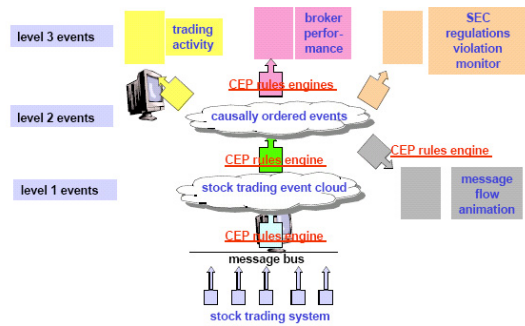 level 3 events
trading
activity
broker
perfor-
mance
SEC
regulations
violation
monitor
CEP rules engines
level 2 events
causally ordered events
CEP rules engine
CEP rules engine
level 1 events
stock trading event cloud
message
flow
animation
CEP rules engine
message bus
stock trading system